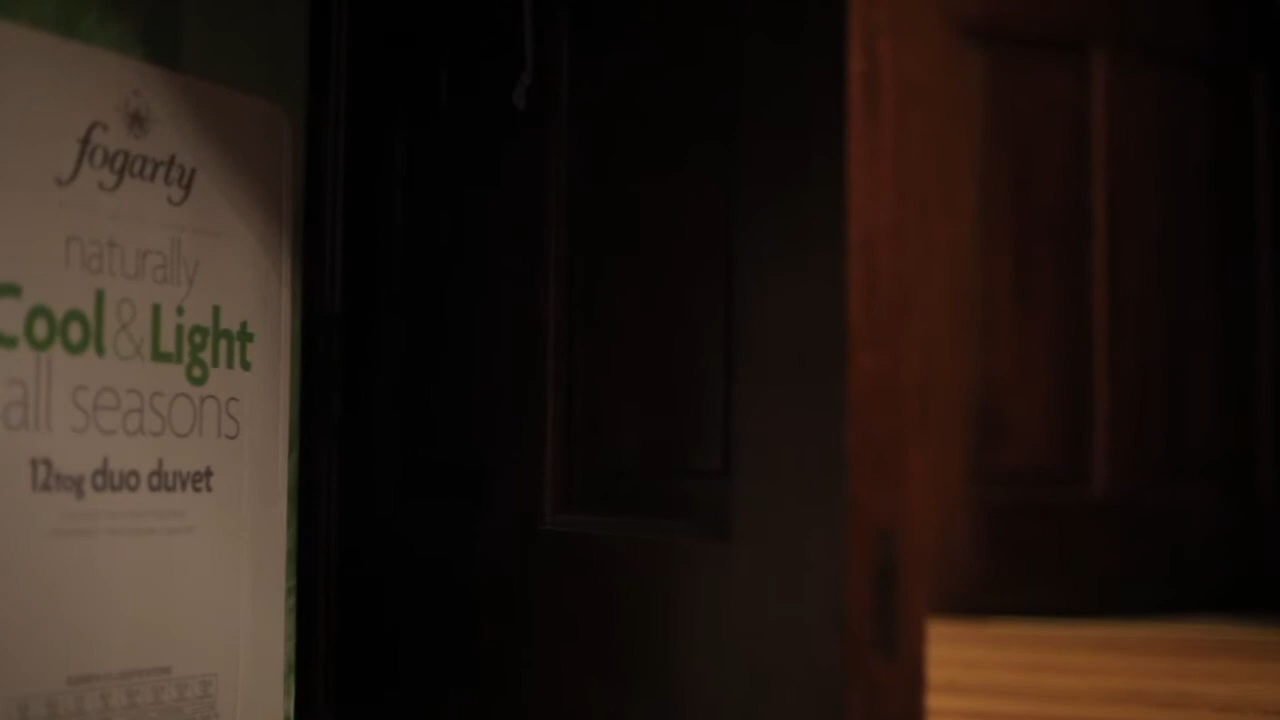 fogarty
naturally
Cool & Light
all seasons
12tog duo duvet